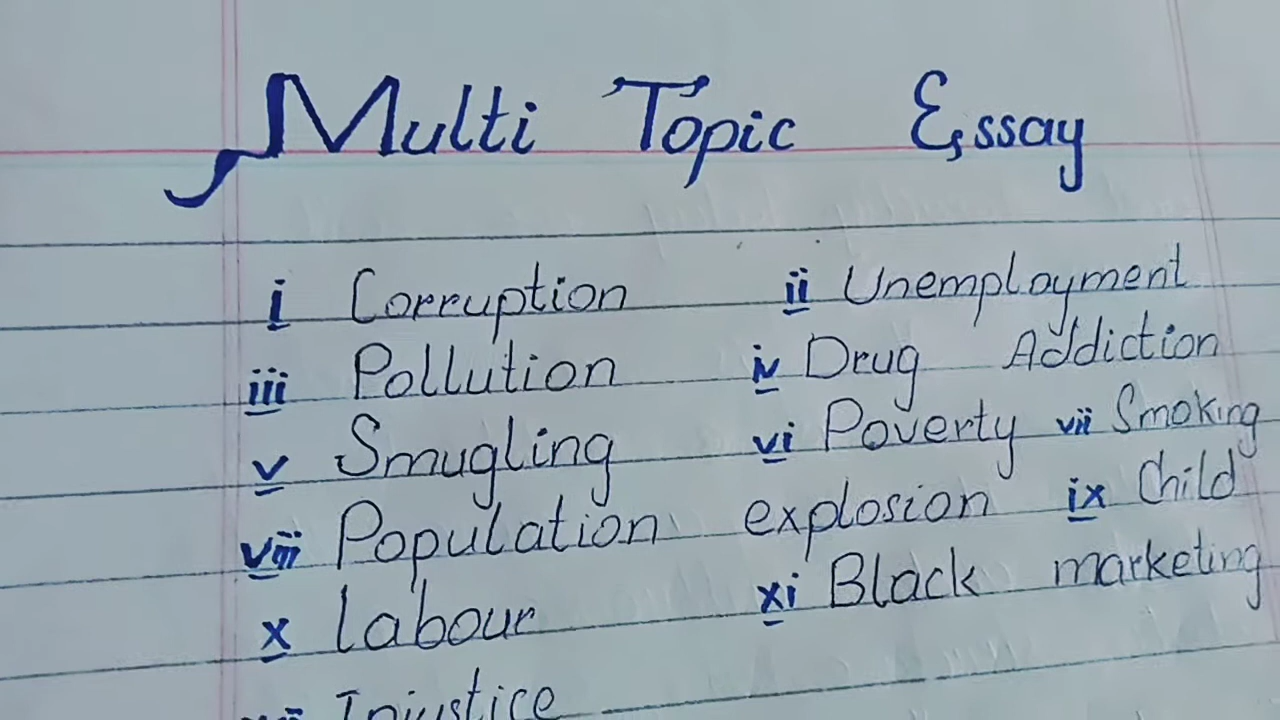 Multi Topic Essay
i Corruption ii Unemployment
iii Pollution iv Drug Addiction
v Smugling vi Poverty vii Smoking
viii Population explosion ix Child
x labour xi Black marketing
Injustice